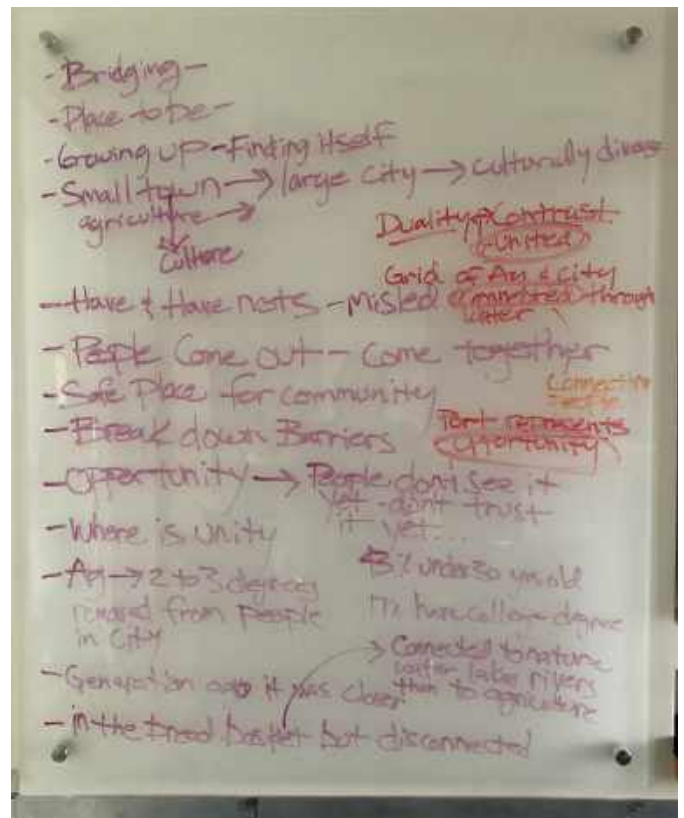 - Bridging -
- Place to be -
- Growing up - Finding itself
- Small town → large city → culturally diverse
agriculture →
Culture
Duality → Contrast
- United
Grid of Ag & City
- Have & Have nots - Misled
through
water
- People Come out - Come together
- Safe Place for community
Port represents
opportunity
- Break down Barriers
- Opportunity → People don't see it
yet - don't trust
it yet...
- Where is unity
- Ag → 2 to 3 degrees
removed from people
in City
% under 30 yrs old
17% have college degree
→ Connected to nature
water lakes rivers
than to agriculture
- Generation ago it was closer
- in the bread basket but disconnected